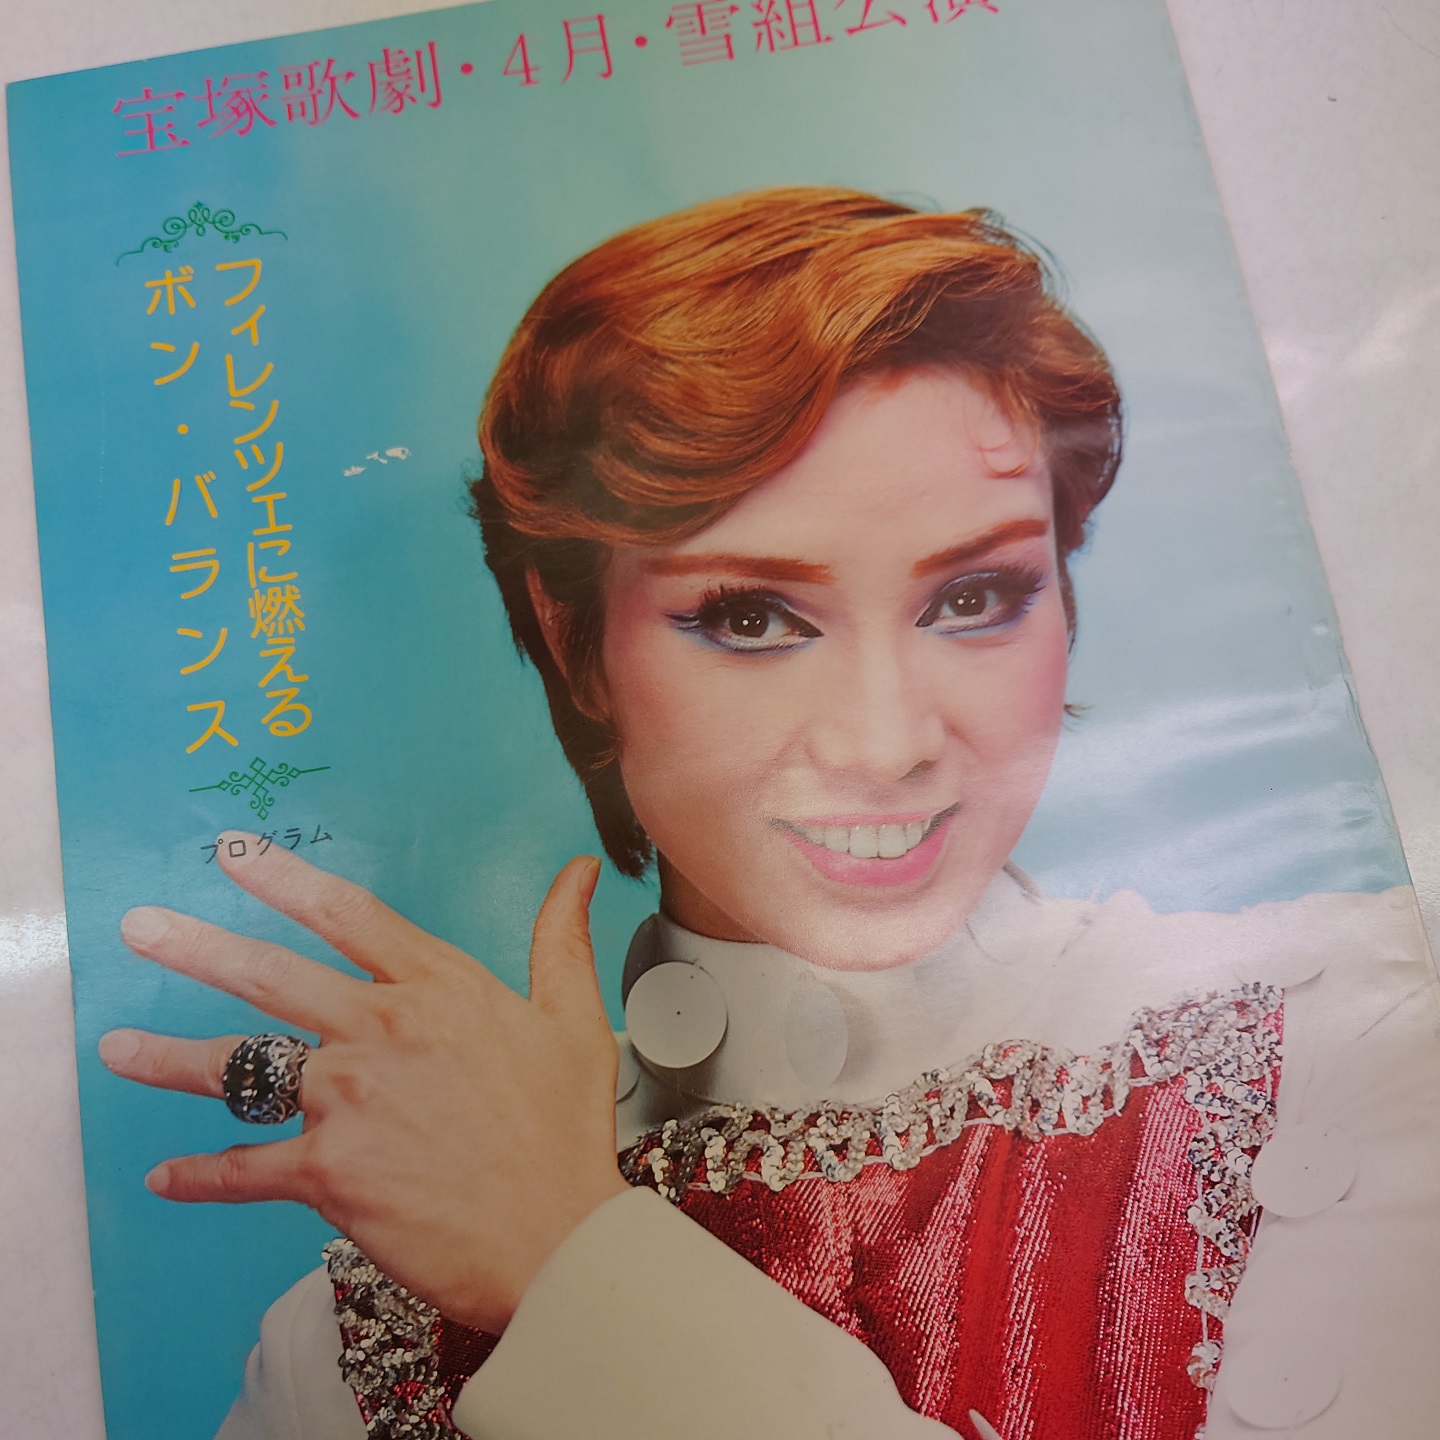 宝塚歌劇・4月・雪組公演
フィレンツェに燃える
ボン・バランス
プログラム